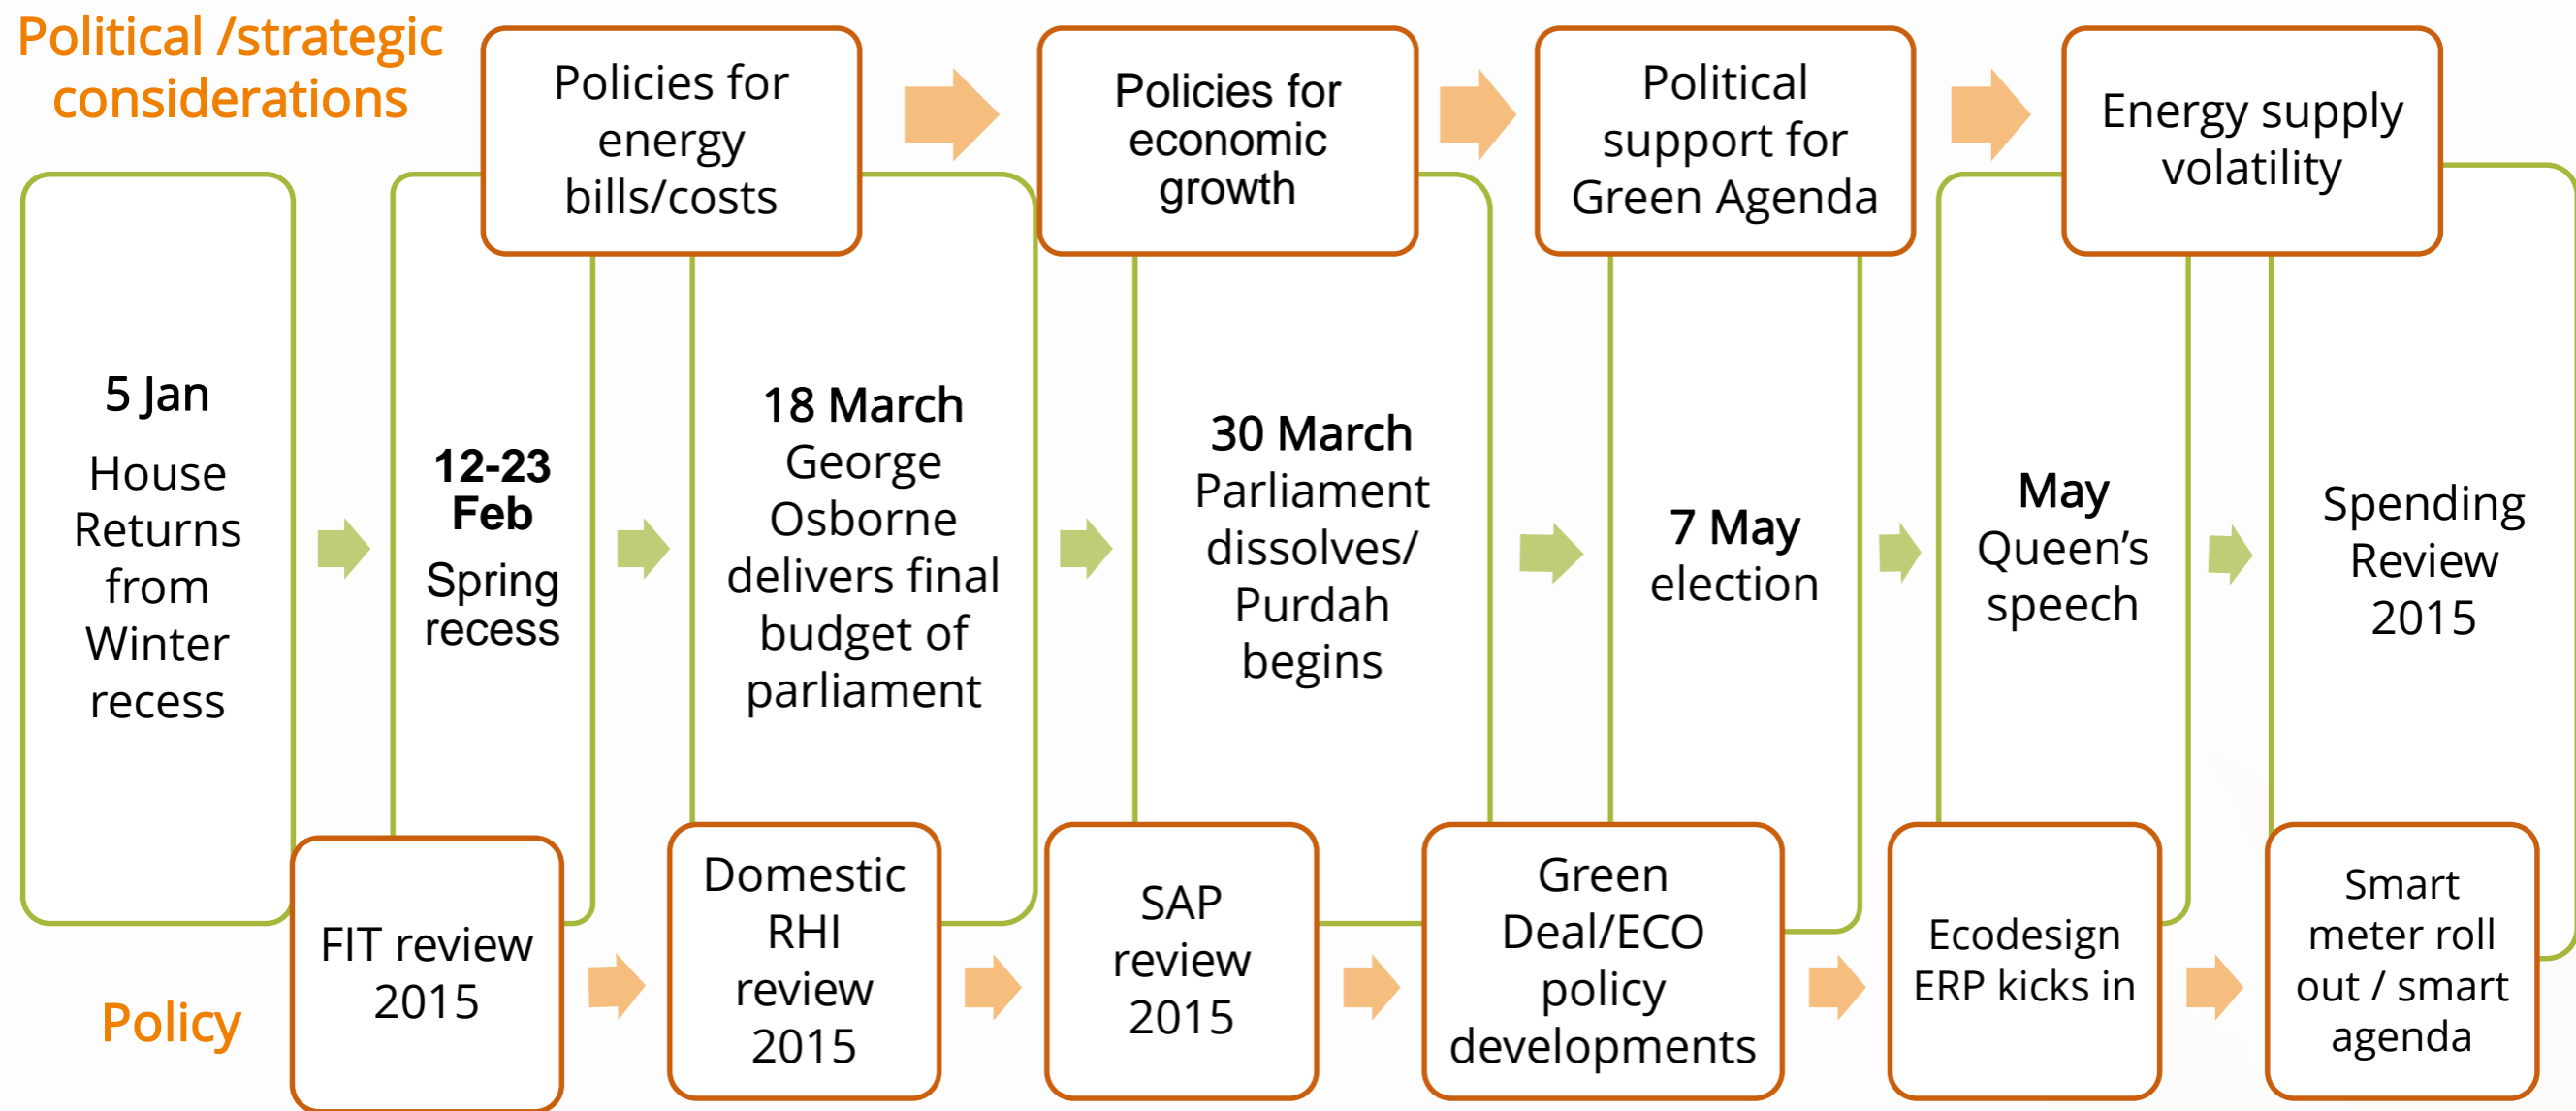 Political /strategic
considerations
Policies for
energy
bills/costs
Policies for
economic
growth
Political
support for
Green Agenda
Energy supply
volatility
5 Jan
House
Returns
from
Winter
recess
12-23
Feb
Spring
recess
18 March
George
Osborne
delivers final
budget of
parliament
30 March
Parliament
dissolves/
Purdah
begins
7 May
election
May
Queen’s
speech
Spending
Review
2015
Policy
FIT review
2015
Domestic
RHI
review
2015
SAP
review
2015
Green
Deal/ECO
policy
developments
Ecodesign
ERP kicks in
Smart
meter roll
out / smart
agenda